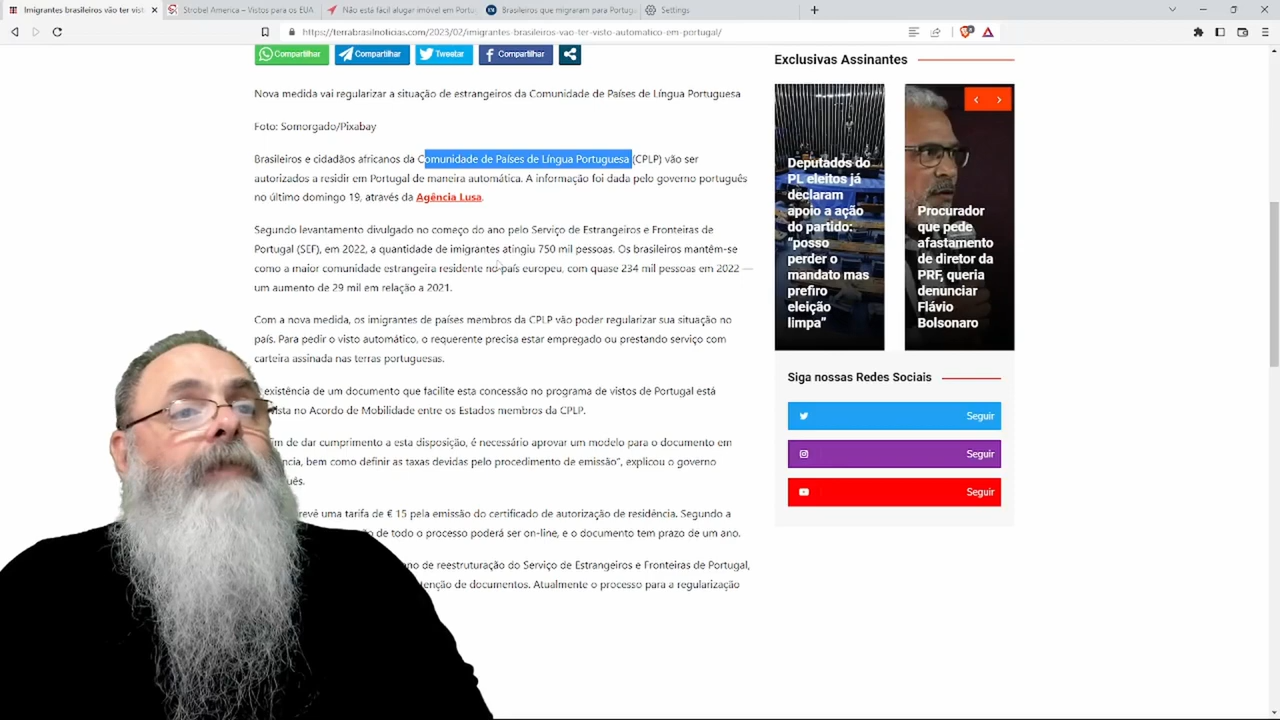 Imigrantes brasileiros vão ter vist
Strobel America – Vistos para os EUA
Não está fácil alugar imóvel em Portu
Brasileiros que migraram para Portug
Settings
https://terrabrasilnoticias.com/2023/02/imigrantes-brasileiros-vao-ter-visto-automatico-em-portugal/
Compartilhar
Compartilhar
Tweetar
Compartilhar
Nova medida vai regularizar a situação de estrangeiros da Comunidade de Países de Língua Portuguesa
Foto: Somorgado/Pixabay
Brasileiros e cidadãos africanos da Comunidade de Países de Língua Portuguesa (CPLP) vão ser
autorizados a residir em Portugal de maneira automática. A informação foi dada pelo governo português
no último domingo 19, através da Agência Lusa.
Segundo levantamento divulgado no começo do ano pelo Serviço de Estrangeiros e Fronteiras de
Portugal (SEF), em 2022, a quantidade de imigrantes atingiu 750 mil pessoas. Os brasileiros mantêm-se
como a maior comunidade estrangeira residente no país europeu, com quase 234 mil pessoas em 2022 —
um aumento de 29 mil em relação a 2021.
Com a nova medida, os imigrantes de países membros da CPLP vão poder regularizar sua situação no
país. Para pedir o visto automático, o requerente precisa estar empregado ou prestando serviço com
carteira assinada nas terras portuguesas.
existência de um documento que facilite esta concessão no programa de vistos de Portugal está
vista no Acordo de Mobilidade entre os Estados membros da CPLP.
im de dar cumprimento a esta disposição, é necessário aprovar um modelo para o documento em
ncia, bem como definir as taxas devidas pelo procedimento de emissão”, explicou o governo
uês.
revê uma tarifa de € 15 pela emissão do certificado de autorização de residência. Segundo a
ção de todo o processo poderá ser on-line, e o documento tem prazo de um ano.
ano de reestruturação do Serviço de Estrangeiros e Fronteiras de Portugal,
tenção de documentos. Atualmente o processo para a regularização
Exclusivas Assinantes
Deputados do
PL eleitos já
declaram
apoio a ação
do partido:
“posso
perder o
mandato mas
prefiro
eleição
limpa”
Procurador
que pede
afastamento
de diretor da
PRF, queria
denunciar
Flávio
Bolsonaro
Siga nossas Redes Sociais
Seguir
Seguir
Seguir